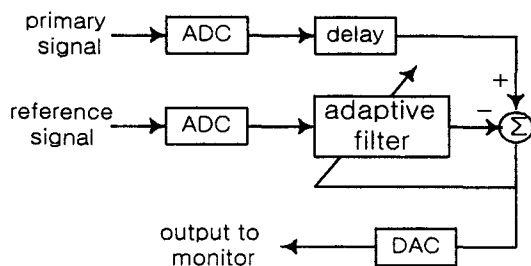 primary
signal
ADC
delay
+
reference
signal
ADC
adaptive
filter
−
Σ
output to
monitor
DAC